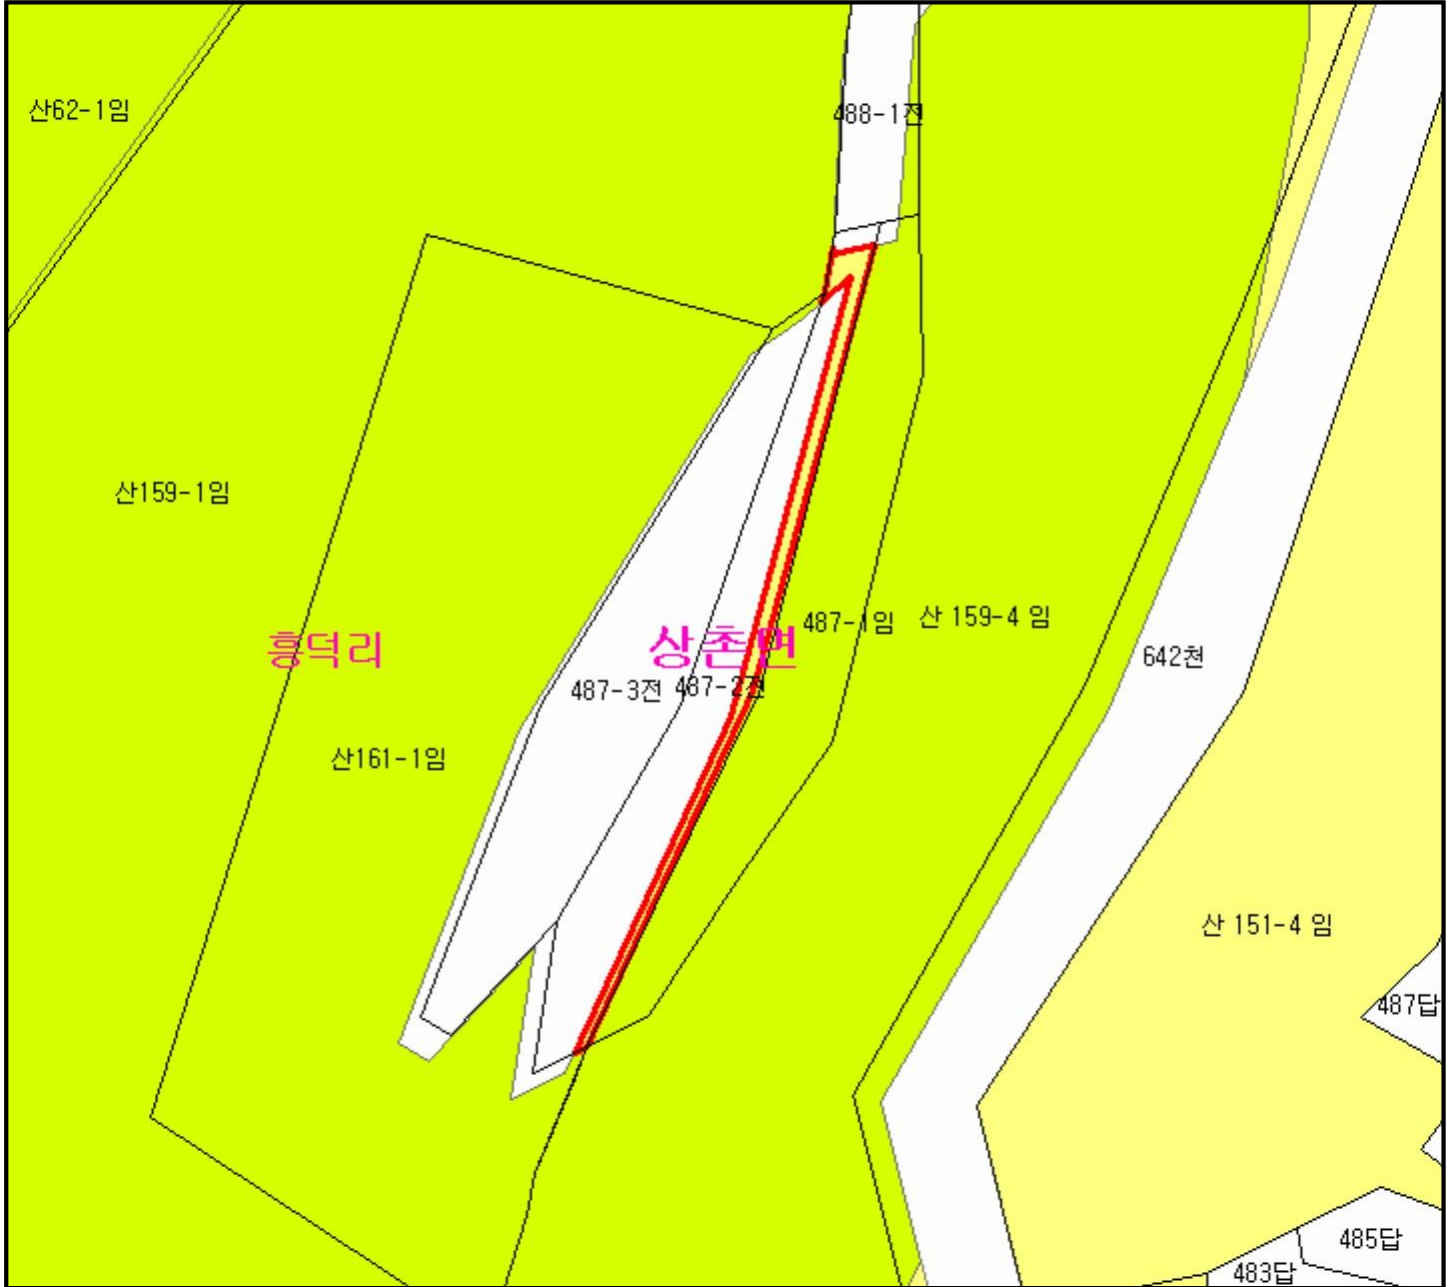 산62-1임
488-1전
산159-1임
487-1임
산 159-4 임
흥덕리
상촌면
642천
487-3전
487-2전
산161-1임
산 151-4 임
487답
485답
483답